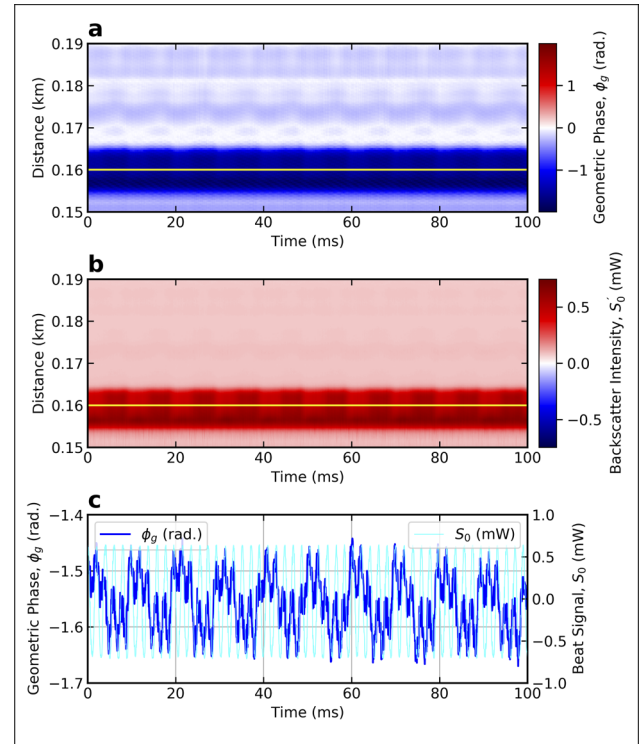 a
0.19
0.18
0.17
0.16
0.15
Distance (km)
0 20 40 60 80 100
Time (ms)
1
0
−1
Geometric Phase, ϕg (rad.)
b
0.19
0.18
0.17
0.16
0.15
Distance (km)
0 20 40 60 80 100
Time (ms)
0.5
0.0
−0.5
Backscatter Intensity, S′0 (mW)
c
−1.4
−1.5
−1.6
−1.7
Geometric Phase, ϕg (rad.)
ϕg (rad.)
S0 (mW)
1.0
0.5
0.0
−0.5
−1.0
Beat Signal, S0 (mW)
0 20 40 60 80 100
Time (ms)